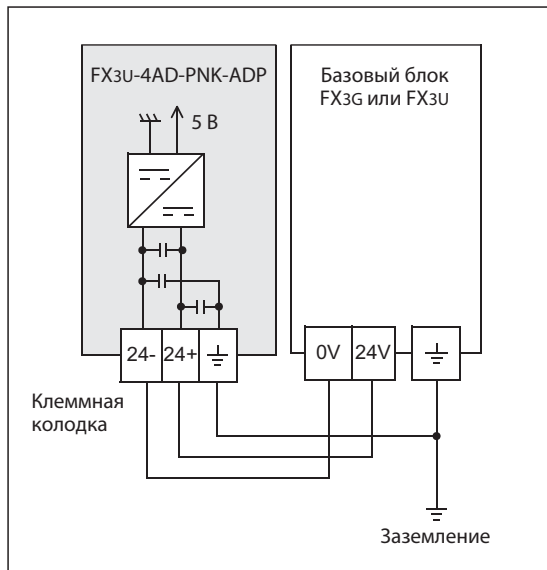 FX3U-4AD-PNK-ADP
5 В
24-
24+
Клеммная
колодка
Базовый блок
FX3G или FX3U
0V
24V
Заземление